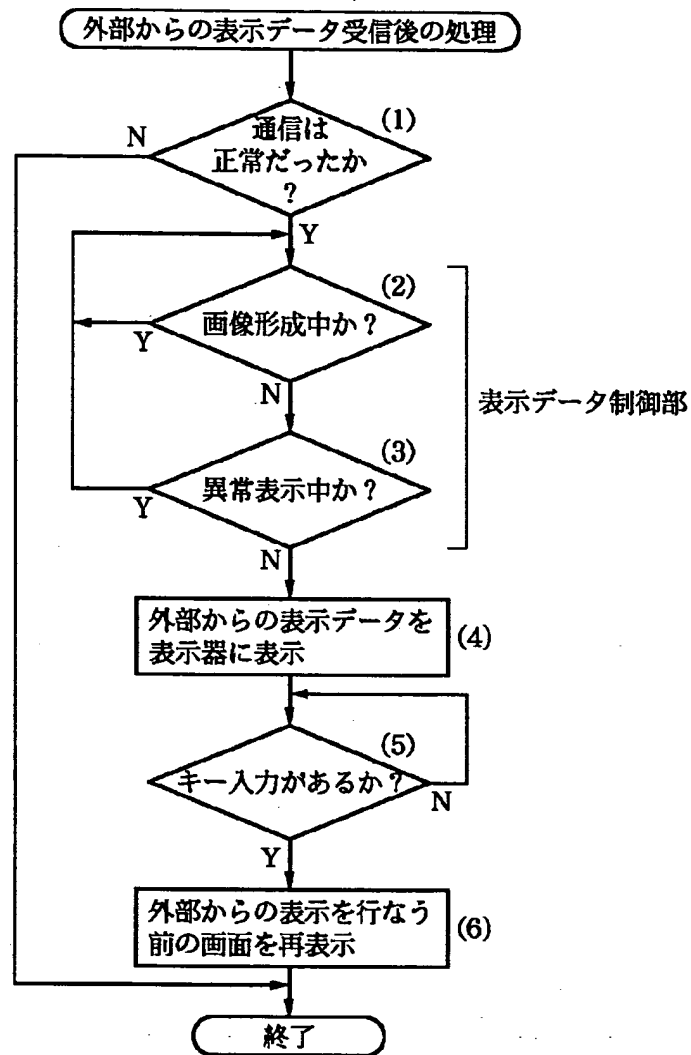 外部からの表示データ受信後の処理
(1)
N
通信は
正常だったか
?
Y
(2)
画像形成中か?
Y
N
表示データ制御部
(3)
異常表示中か?
Y
N
外部からの表示データを
表示器に表示
(4)
(5)
キー入力があるか?
N
Y
外部からの表示を行なう
前の画面を再表示
(6)
終了